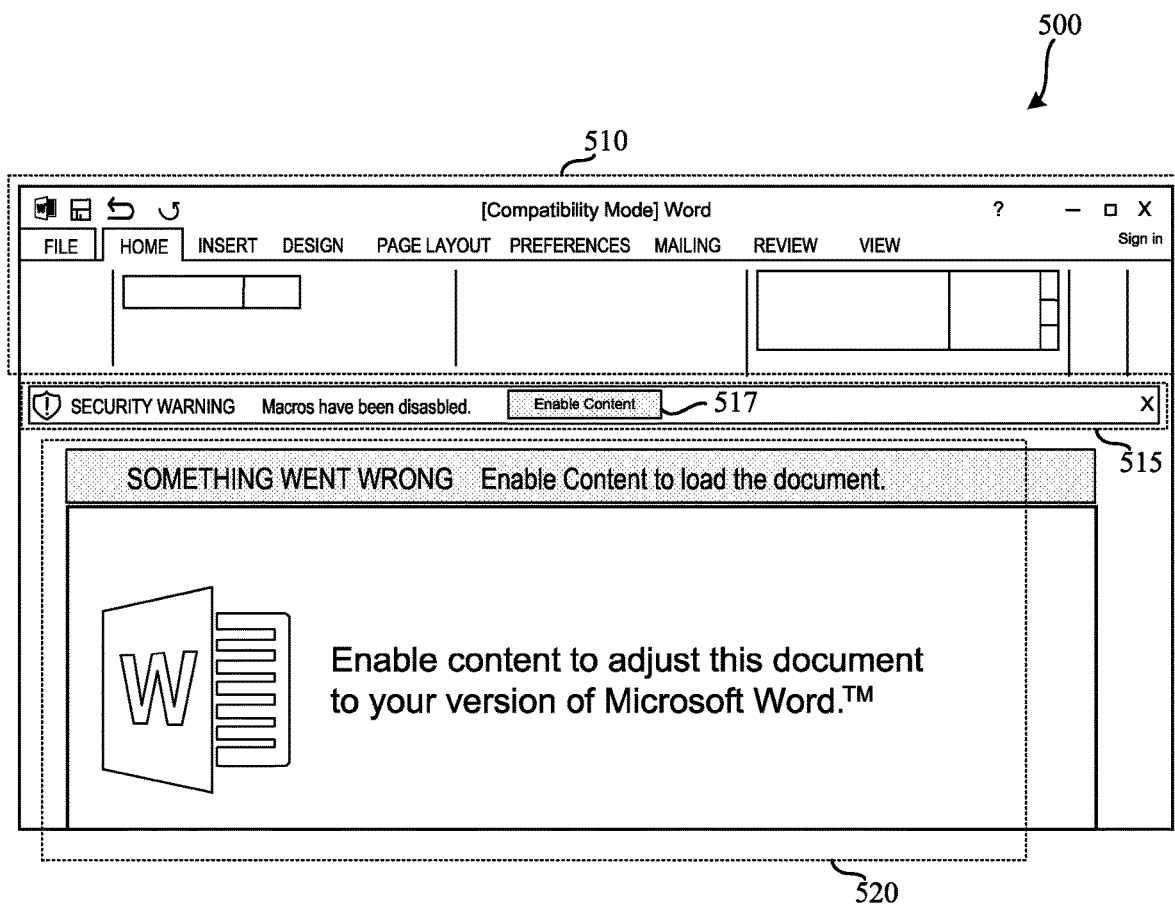 500
510
[Compatibility Mode] Word ? X
FILE HOME INSERT DESIGN PAGE LAYOUT PREFERENCES MAILING REVIEW VIEW Sign in
SECURITY WARNING Macros have been disasbled. Enable Content 517 X
515
SOMETHING WENT WRONG Enable Content to load the document.
W
Enable content to adjust this document
to your version of Microsoft Word.™
520